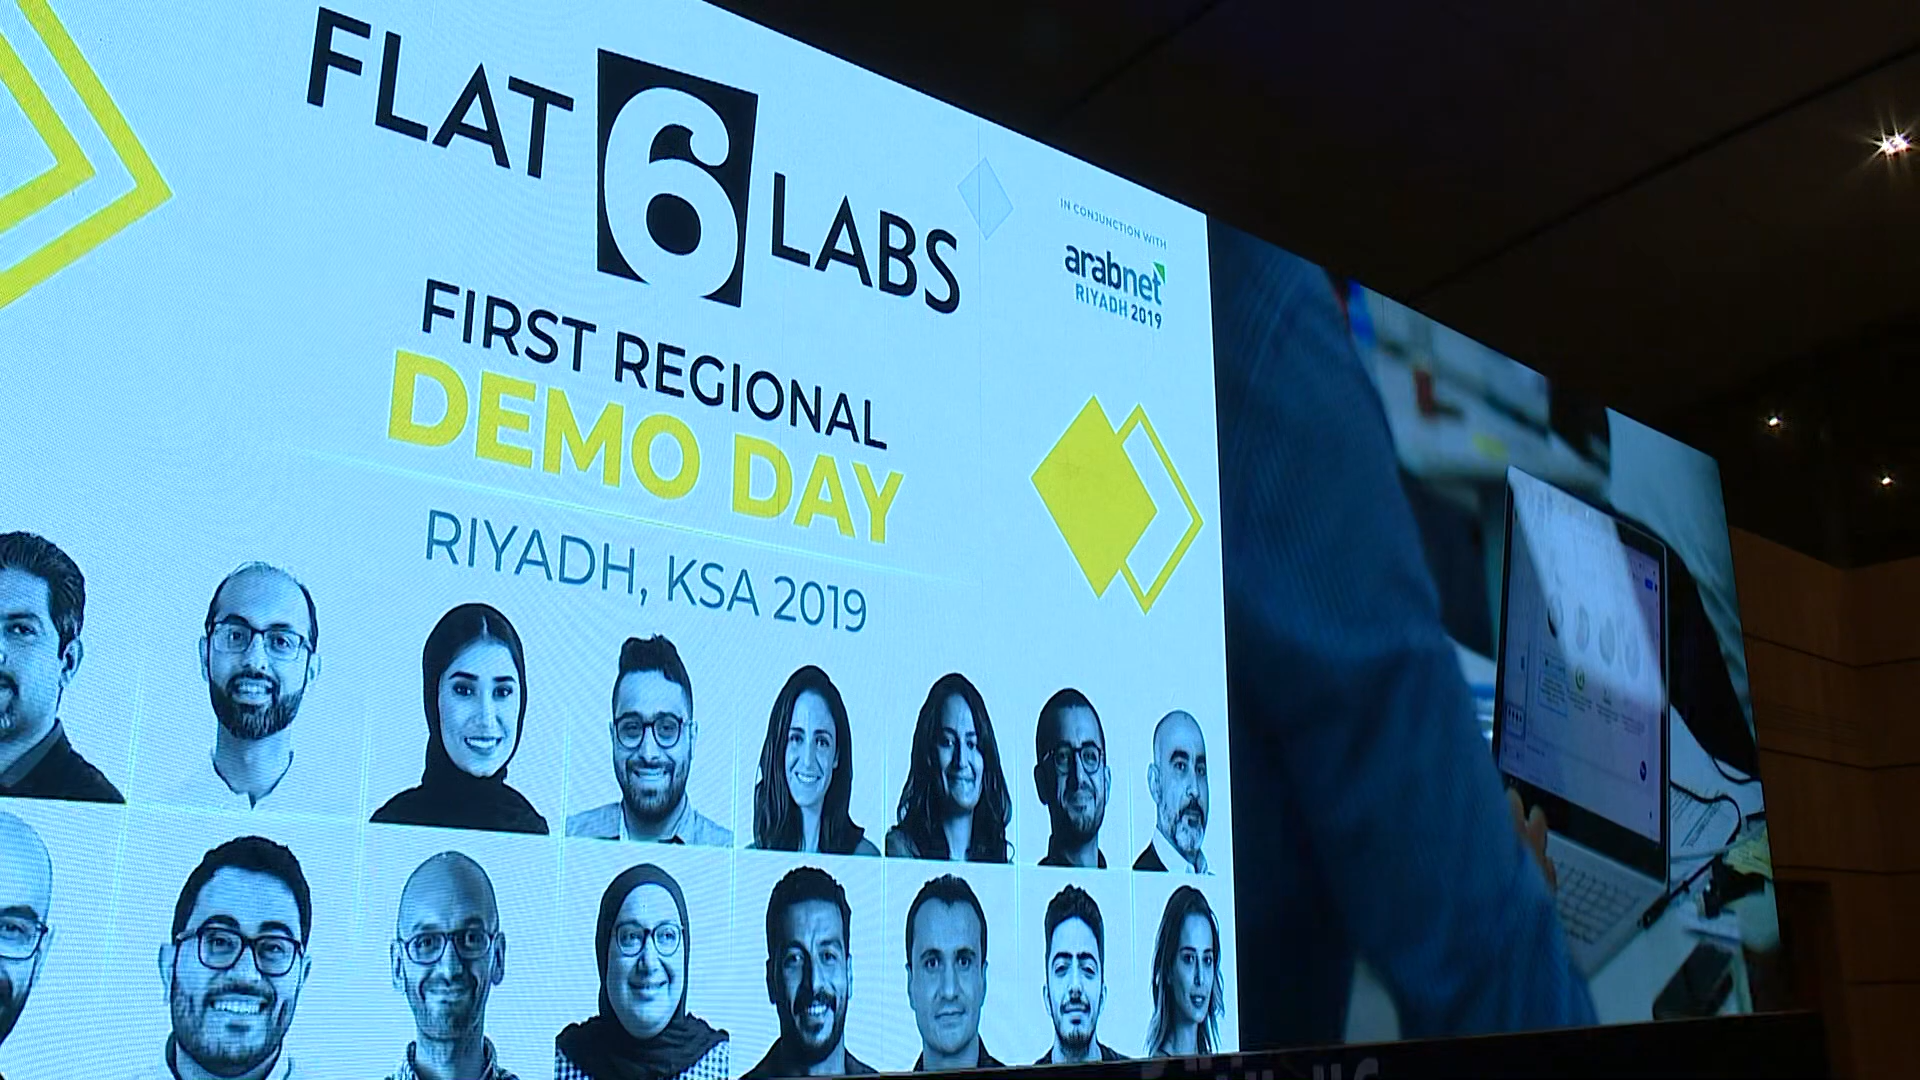 FLAT 6 LABS
IN CONJUNCTION WITH
arabnet
RIYADH 2019
FIRST REGIONAL
DEMO DAY
RIYADH, KSA 2019